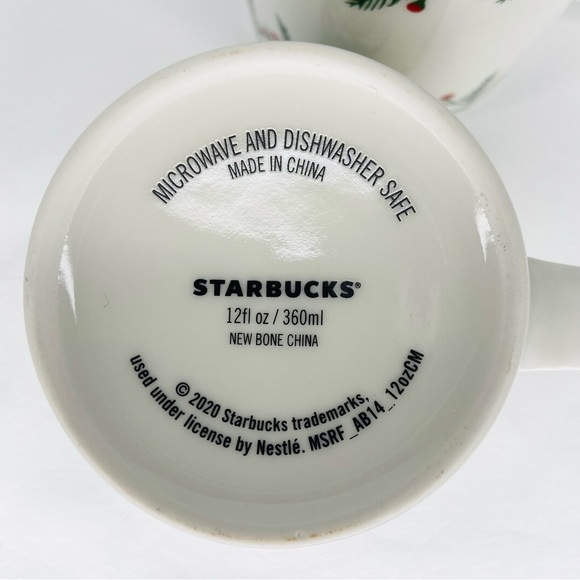 MICROWAVE AND DISHWASHER SAFE
MADE IN CHINA
STARBUCKS®
12fl oz / 360ml
NEW BONE CHINA
© 2020 Starbucks trademarks,
used under license by Nestlé. MSRF_AB14_12ozCM